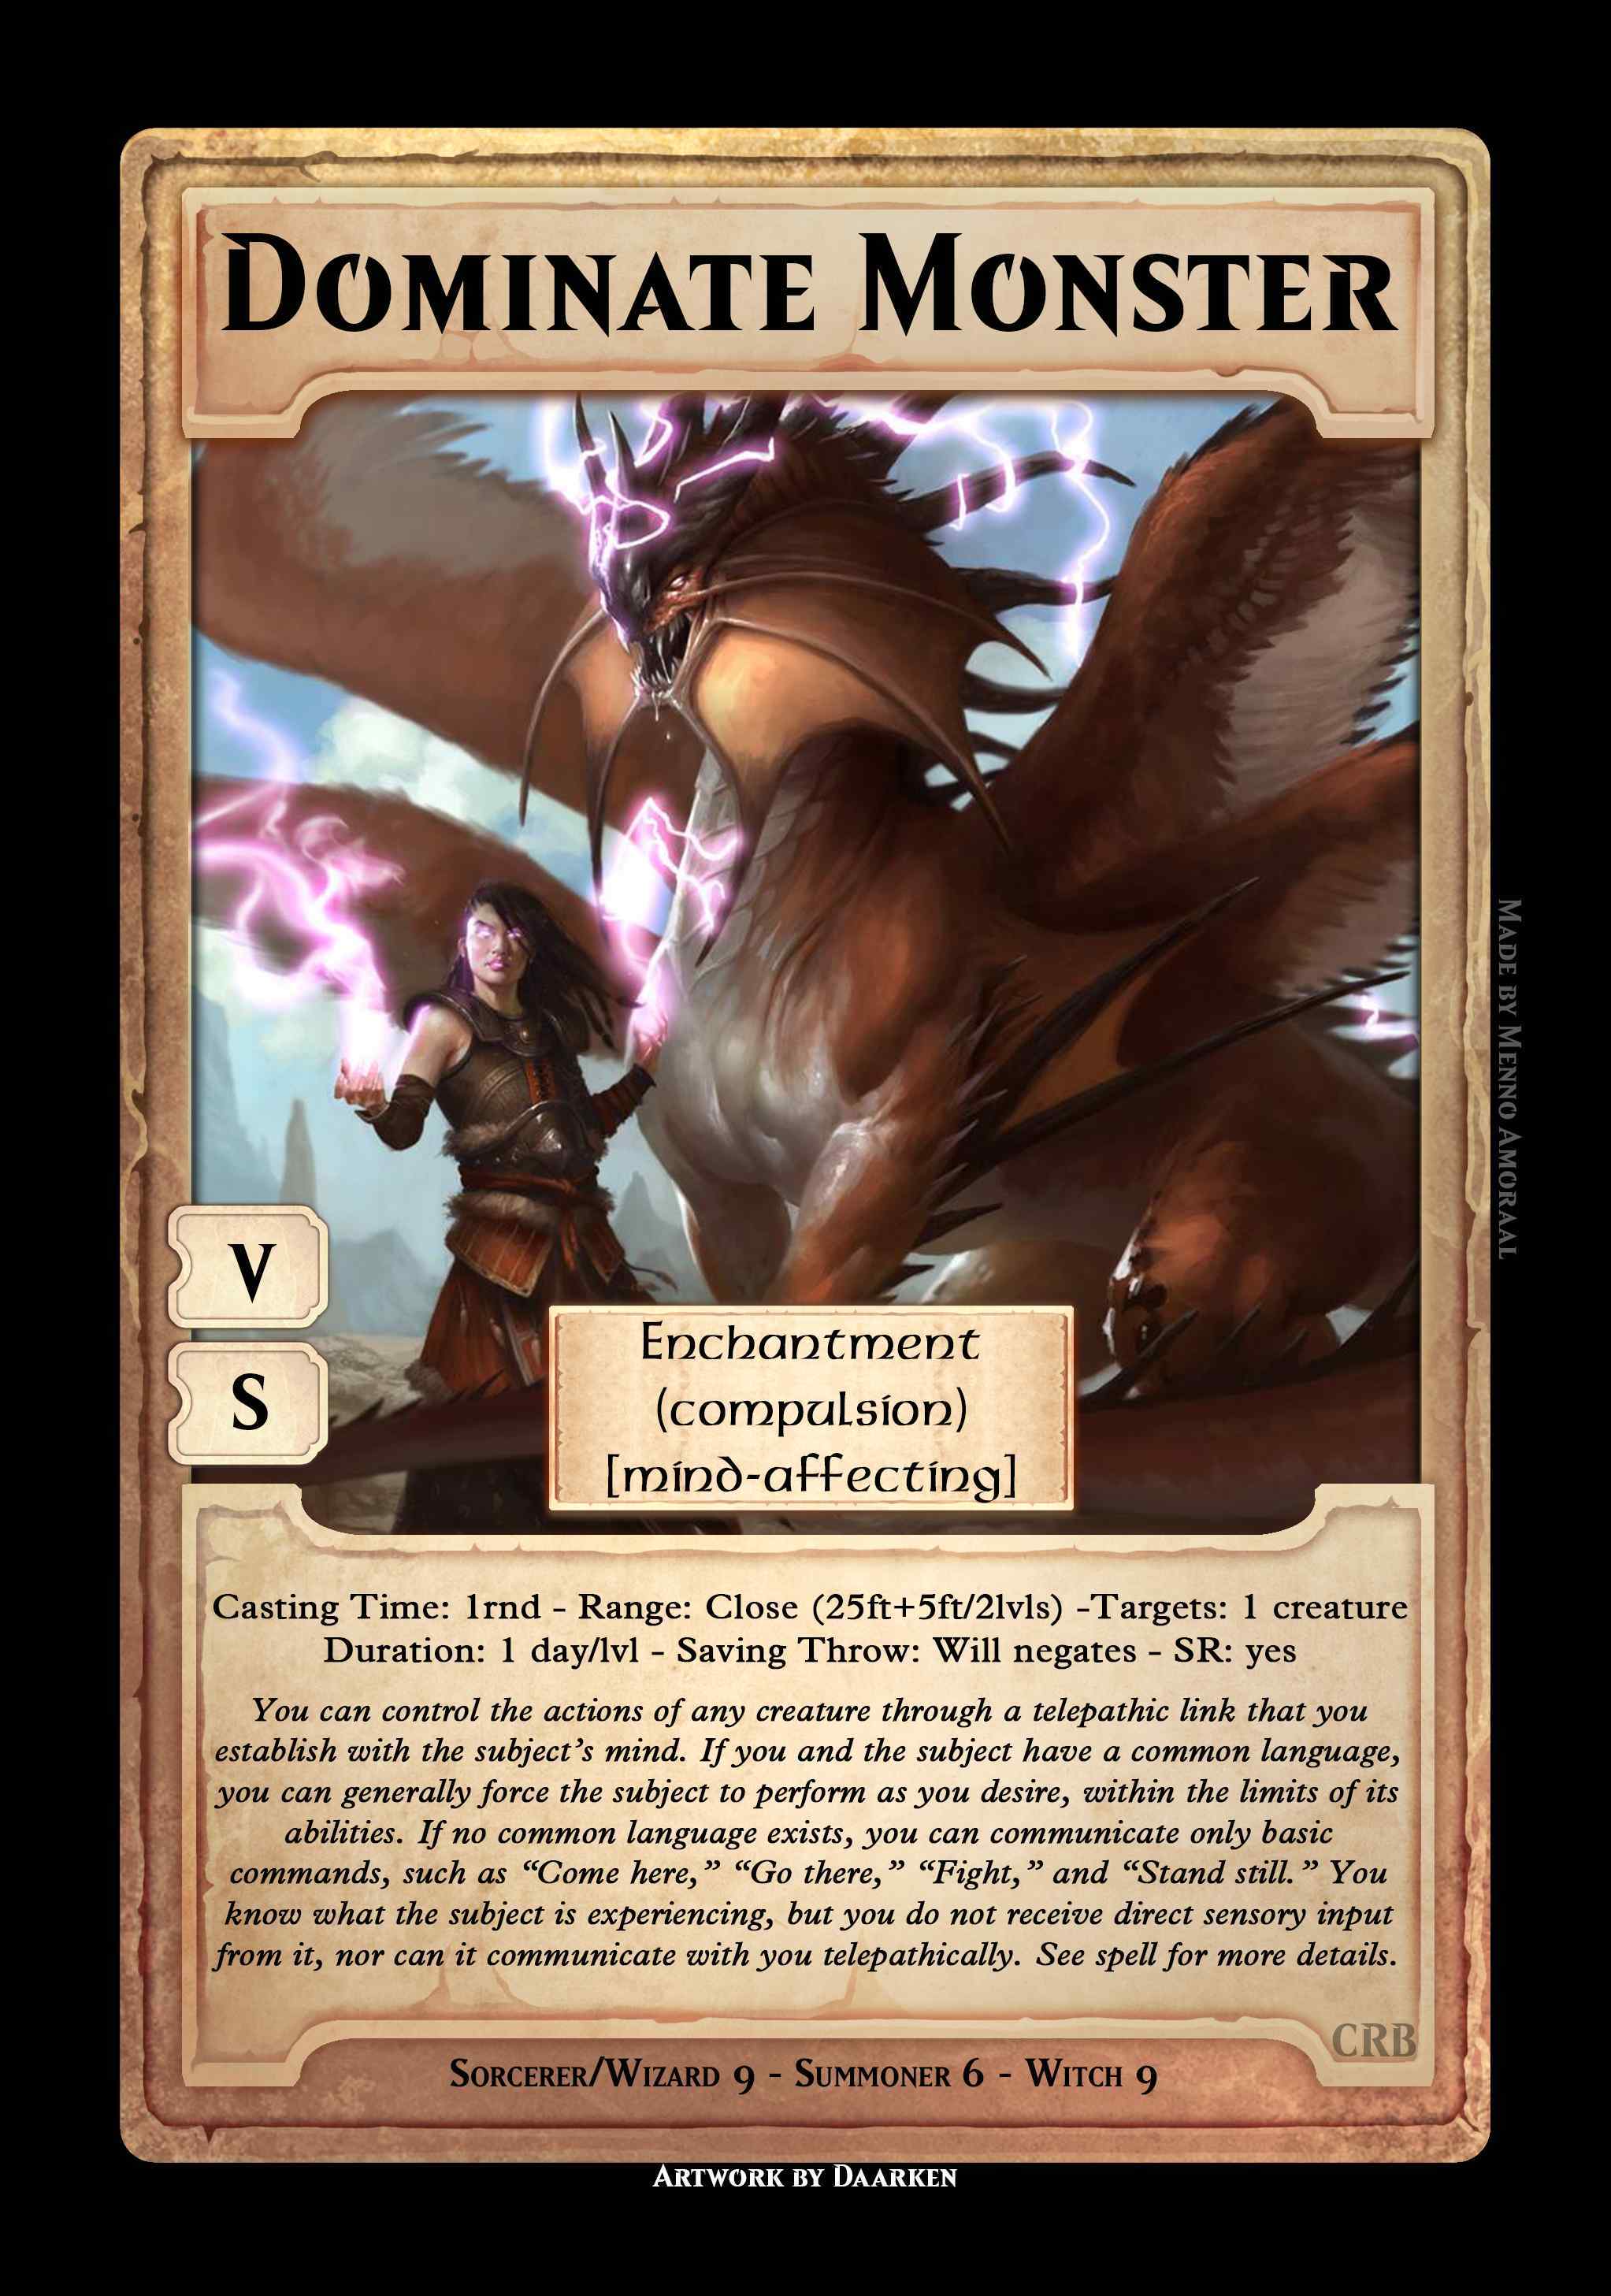 Dominate Monster
V
S
Enchantment
(compulsion)
[mind-affecting]
Casting Time: 1rnd - Range: Close (25ft+5ft/2lvls) -Targets: 1 creature
Duration: 1 day/lvl - Saving Throw: Will negates - SR: yes
You can control the actions of any creature through a telepathic link that you
establish with the subject’s mind. If you and the subject have a common language,
you can generally force the subject to perform as you desire, within the limits of its
abilities. If no common language exists, you can communicate only basic
commands, such as “Come here,” “Go there,” “Fight,” and “Stand still.” You
know what the subject is experiencing, but you do not receive direct sensory input
from it, nor can it communicate with you telepathically. See spell for more details.
CRB
Sorcerer/Wizard 9 - Summoner 6 - Witch 9
Artwork by Daarken
Made by Menno Amoraal